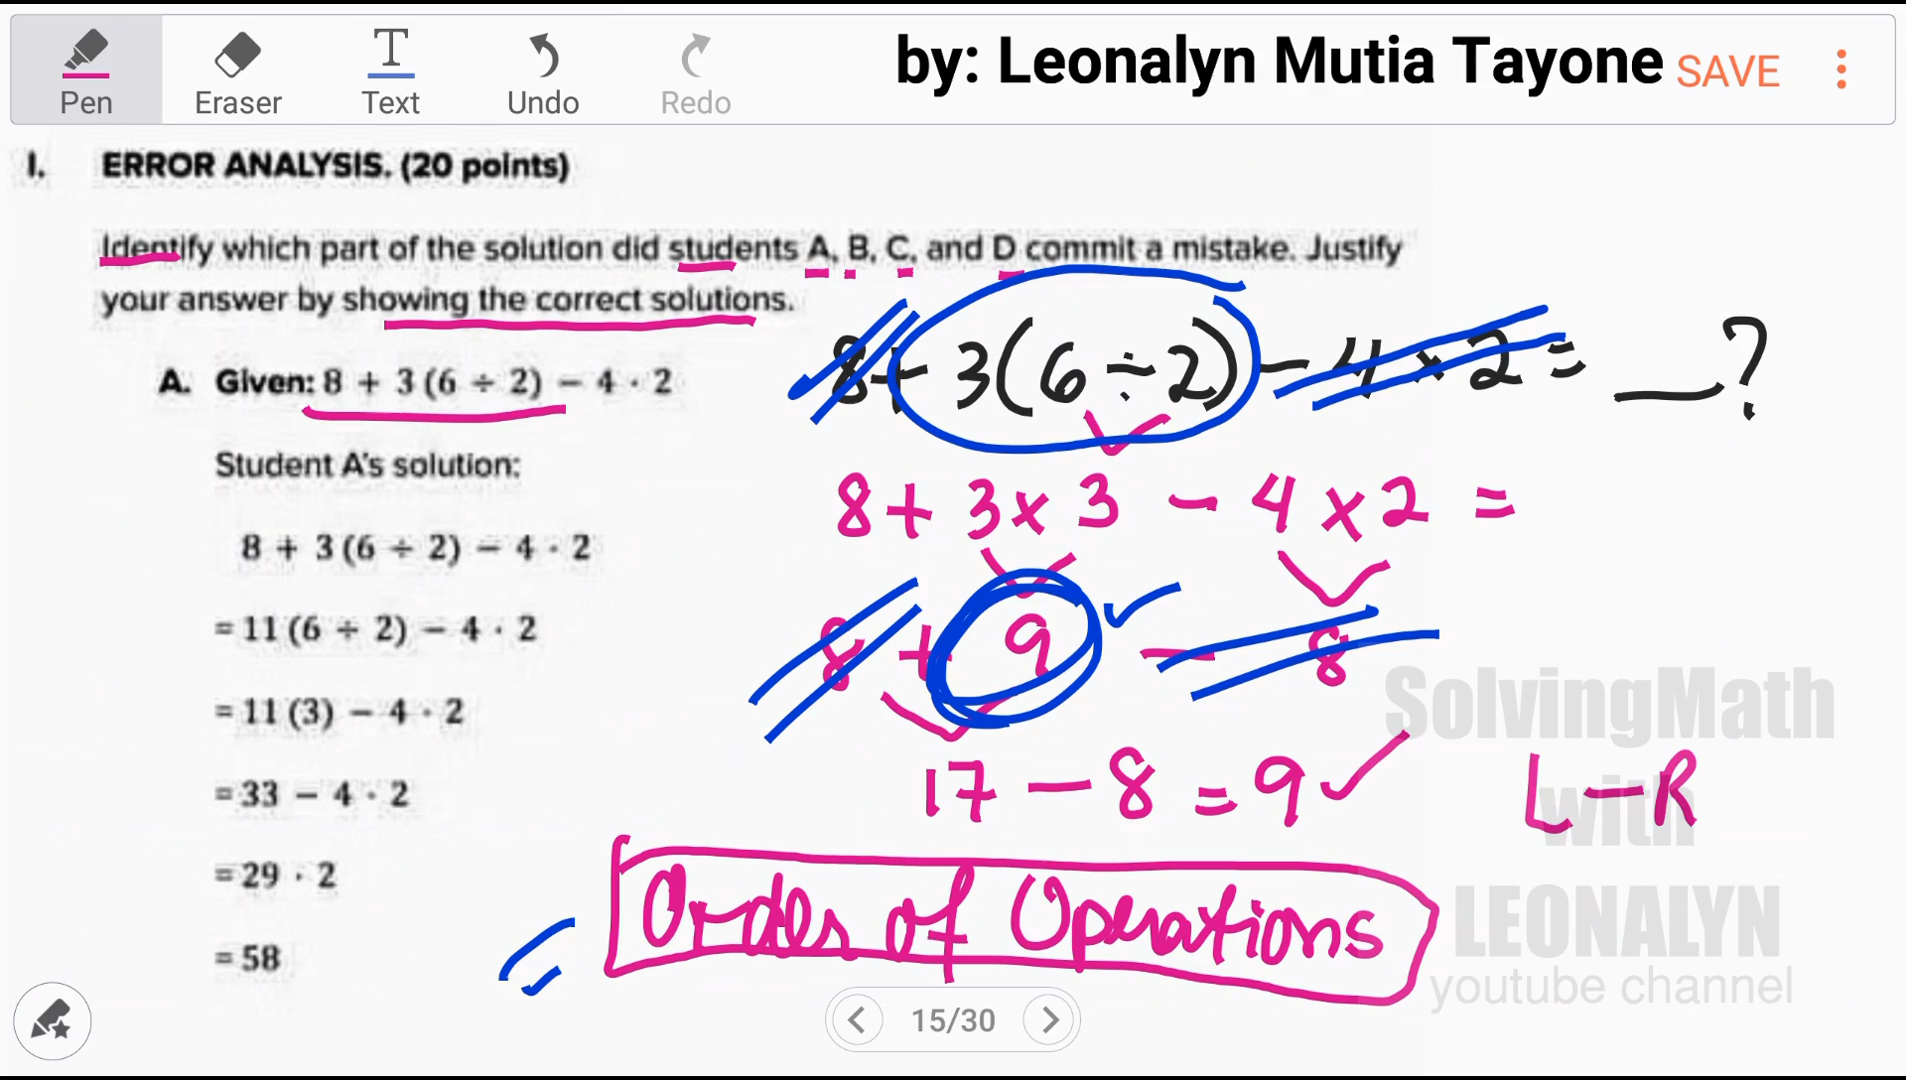 Pen
Eraser
Text
Undo
Redo
by: Leonalyn Mutia Tayone
SAVE
I. ERROR ANALYSIS. (20 points)
Identify which part of the solution did students A, B, C, and D commit a mistake. Justify
your answer by showing the correct solutions.
A. Given: 8 + 3 (6 ÷ 2) − 4 · 2
Student A's solution:
8 + 3 (6 ÷ 2) − 4 · 2
= 11 (6 ÷ 2) − 4 · 2
= 11 (3) − 4 · 2
= 33 − 4 · 2
= 29 · 2
= 58
8 + 3(6 ÷ 2) − 4 × 2 = __?
8 + 3 × 3 − 4 × 2 =
8 + 9 − 8
17 − 8 = 9
L − R
Order of Operations
SolvingMath
with
LEONALYN
youtube channel
15/30